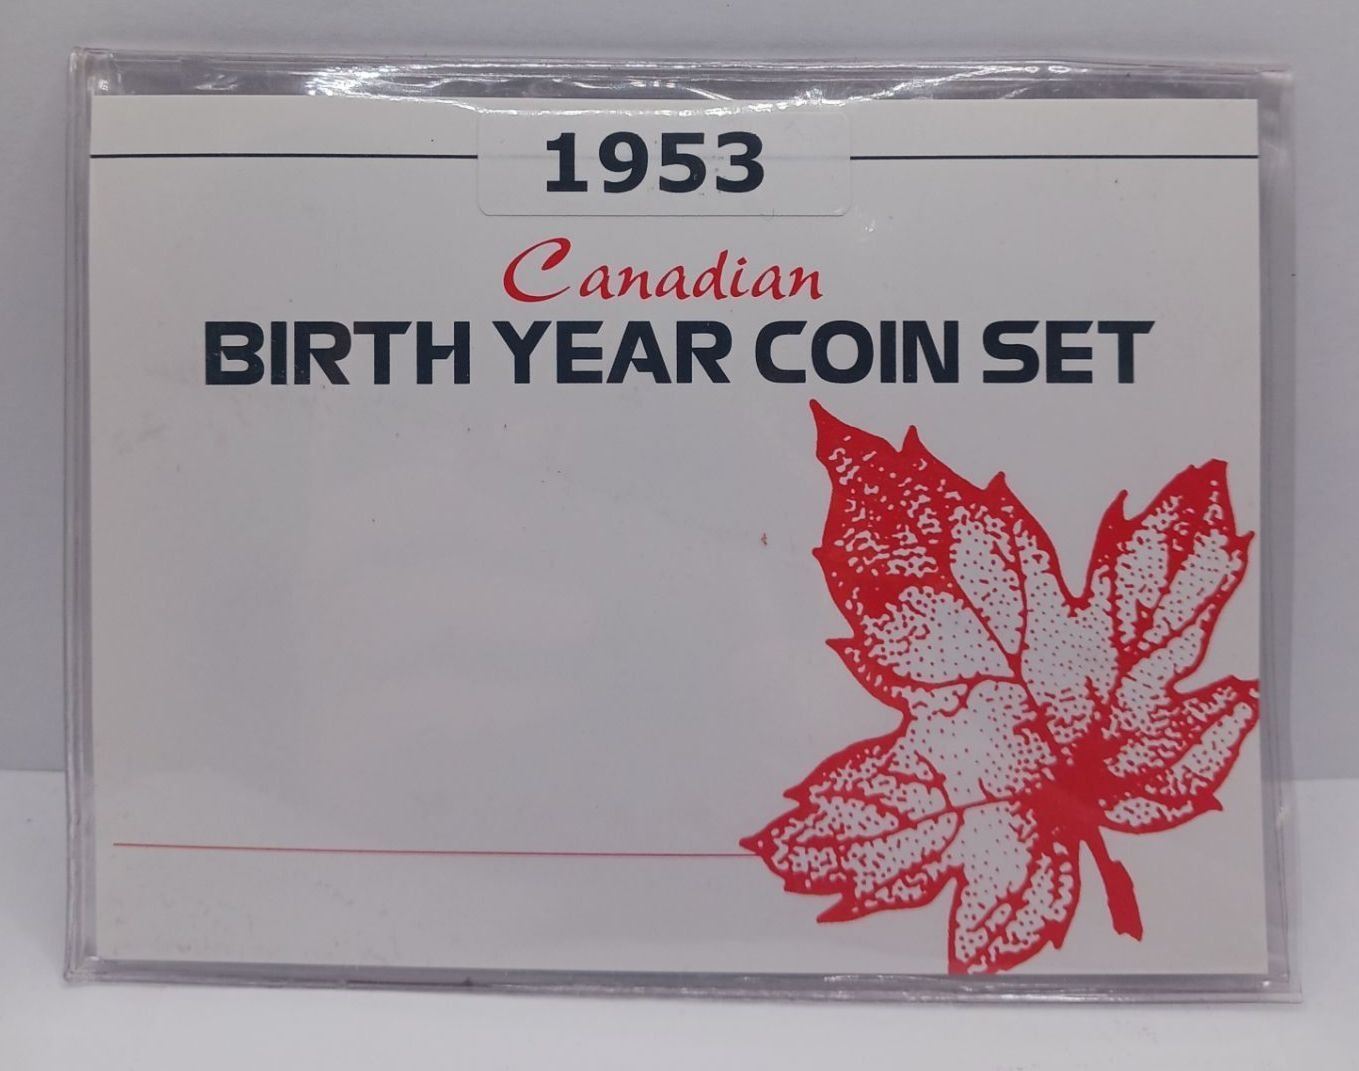 1953
Canadian
BIRTH YEAR COIN SET